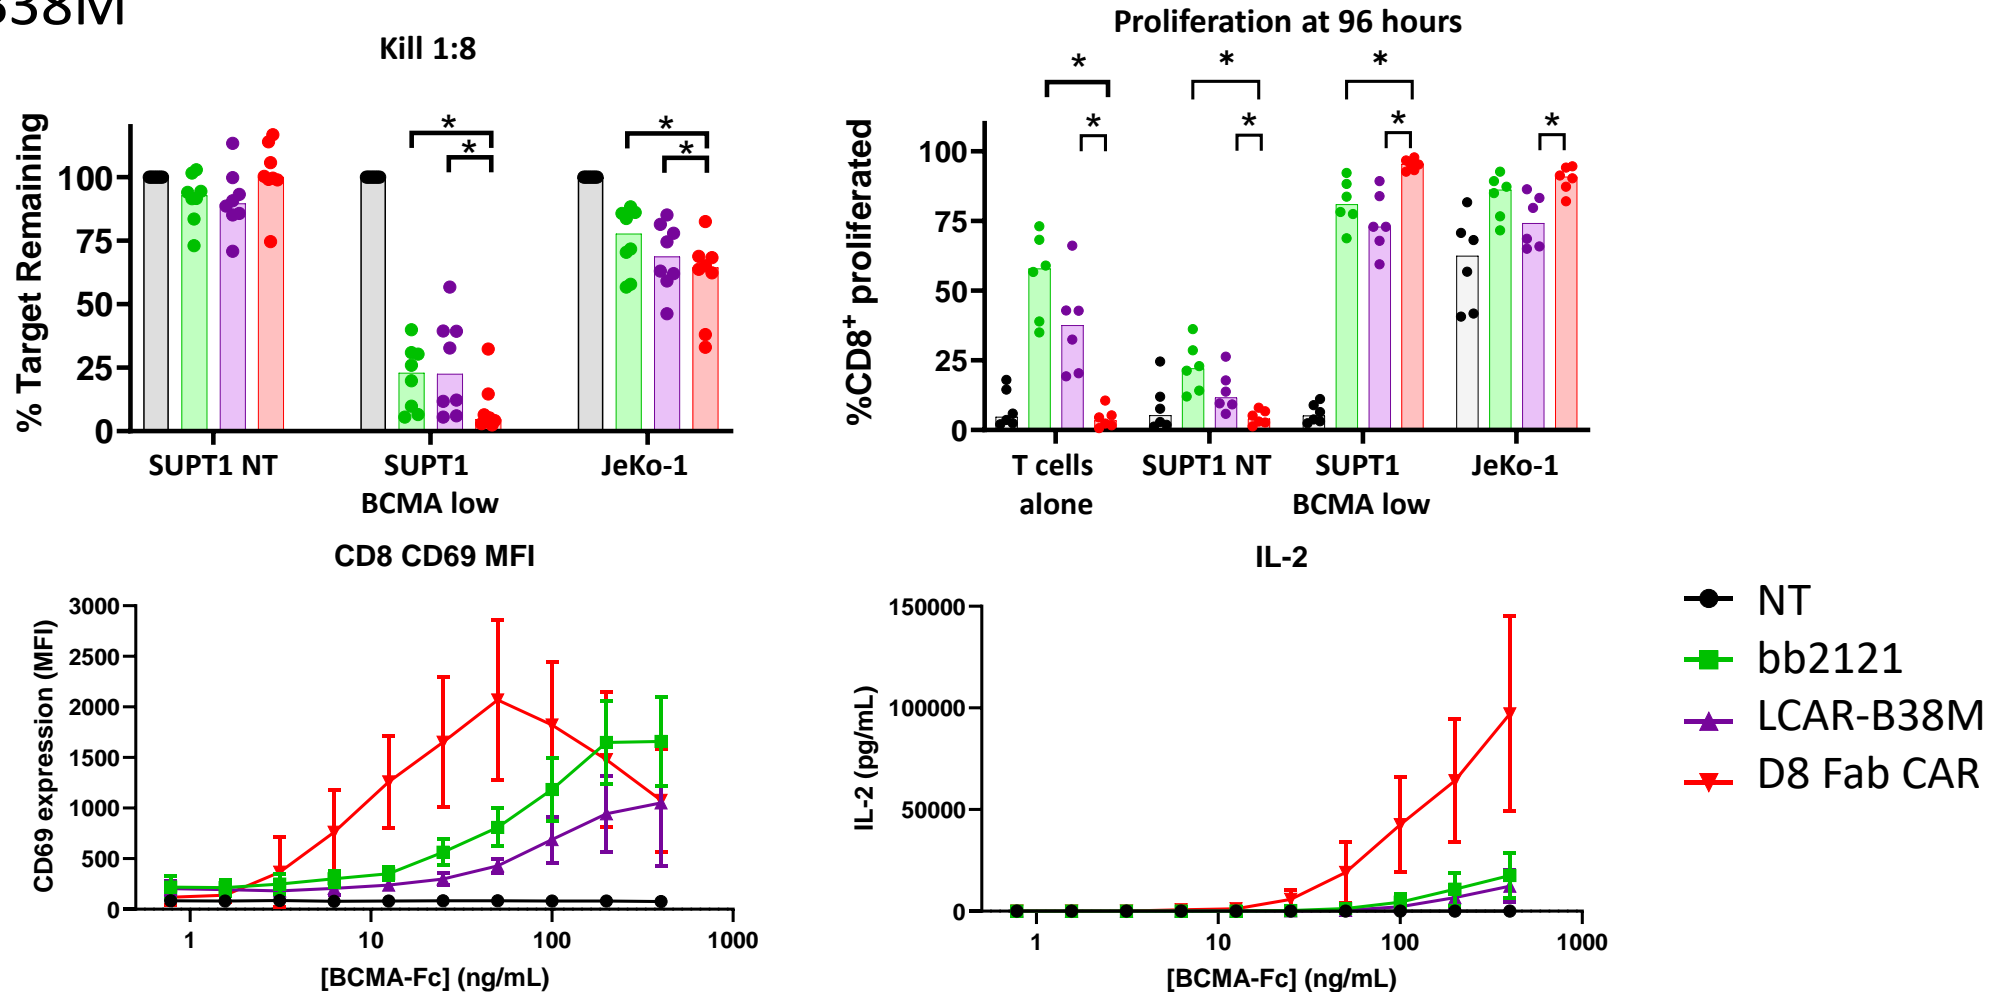 B38M
Kill 1:8
% Target Remaining
100
75
50
25
0
* * * *
SUPT1 NT
SUPT1
BCMA low
JeKo-1
Proliferation at 96 hours
%CD8+ proliferated
100
75
50
25
0
* * * * * * *
T cells
alone
SUPT1 NT
SUPT1
BCMA low
JeKo-1
CD8 CD69 MFI
CD69 expression (MFI)
3000
2500
2000
1500
1000
500
0
1 10 100 1000
[BCMA-Fc] (ng/mL)
IL-2
IL-2 (pg/mL)
150000
100000
50000
0
1 10 100 1000
[BCMA-Fc] (ng/mL)
NT
bb2121
LCAR-B38M
D8 Fab CAR